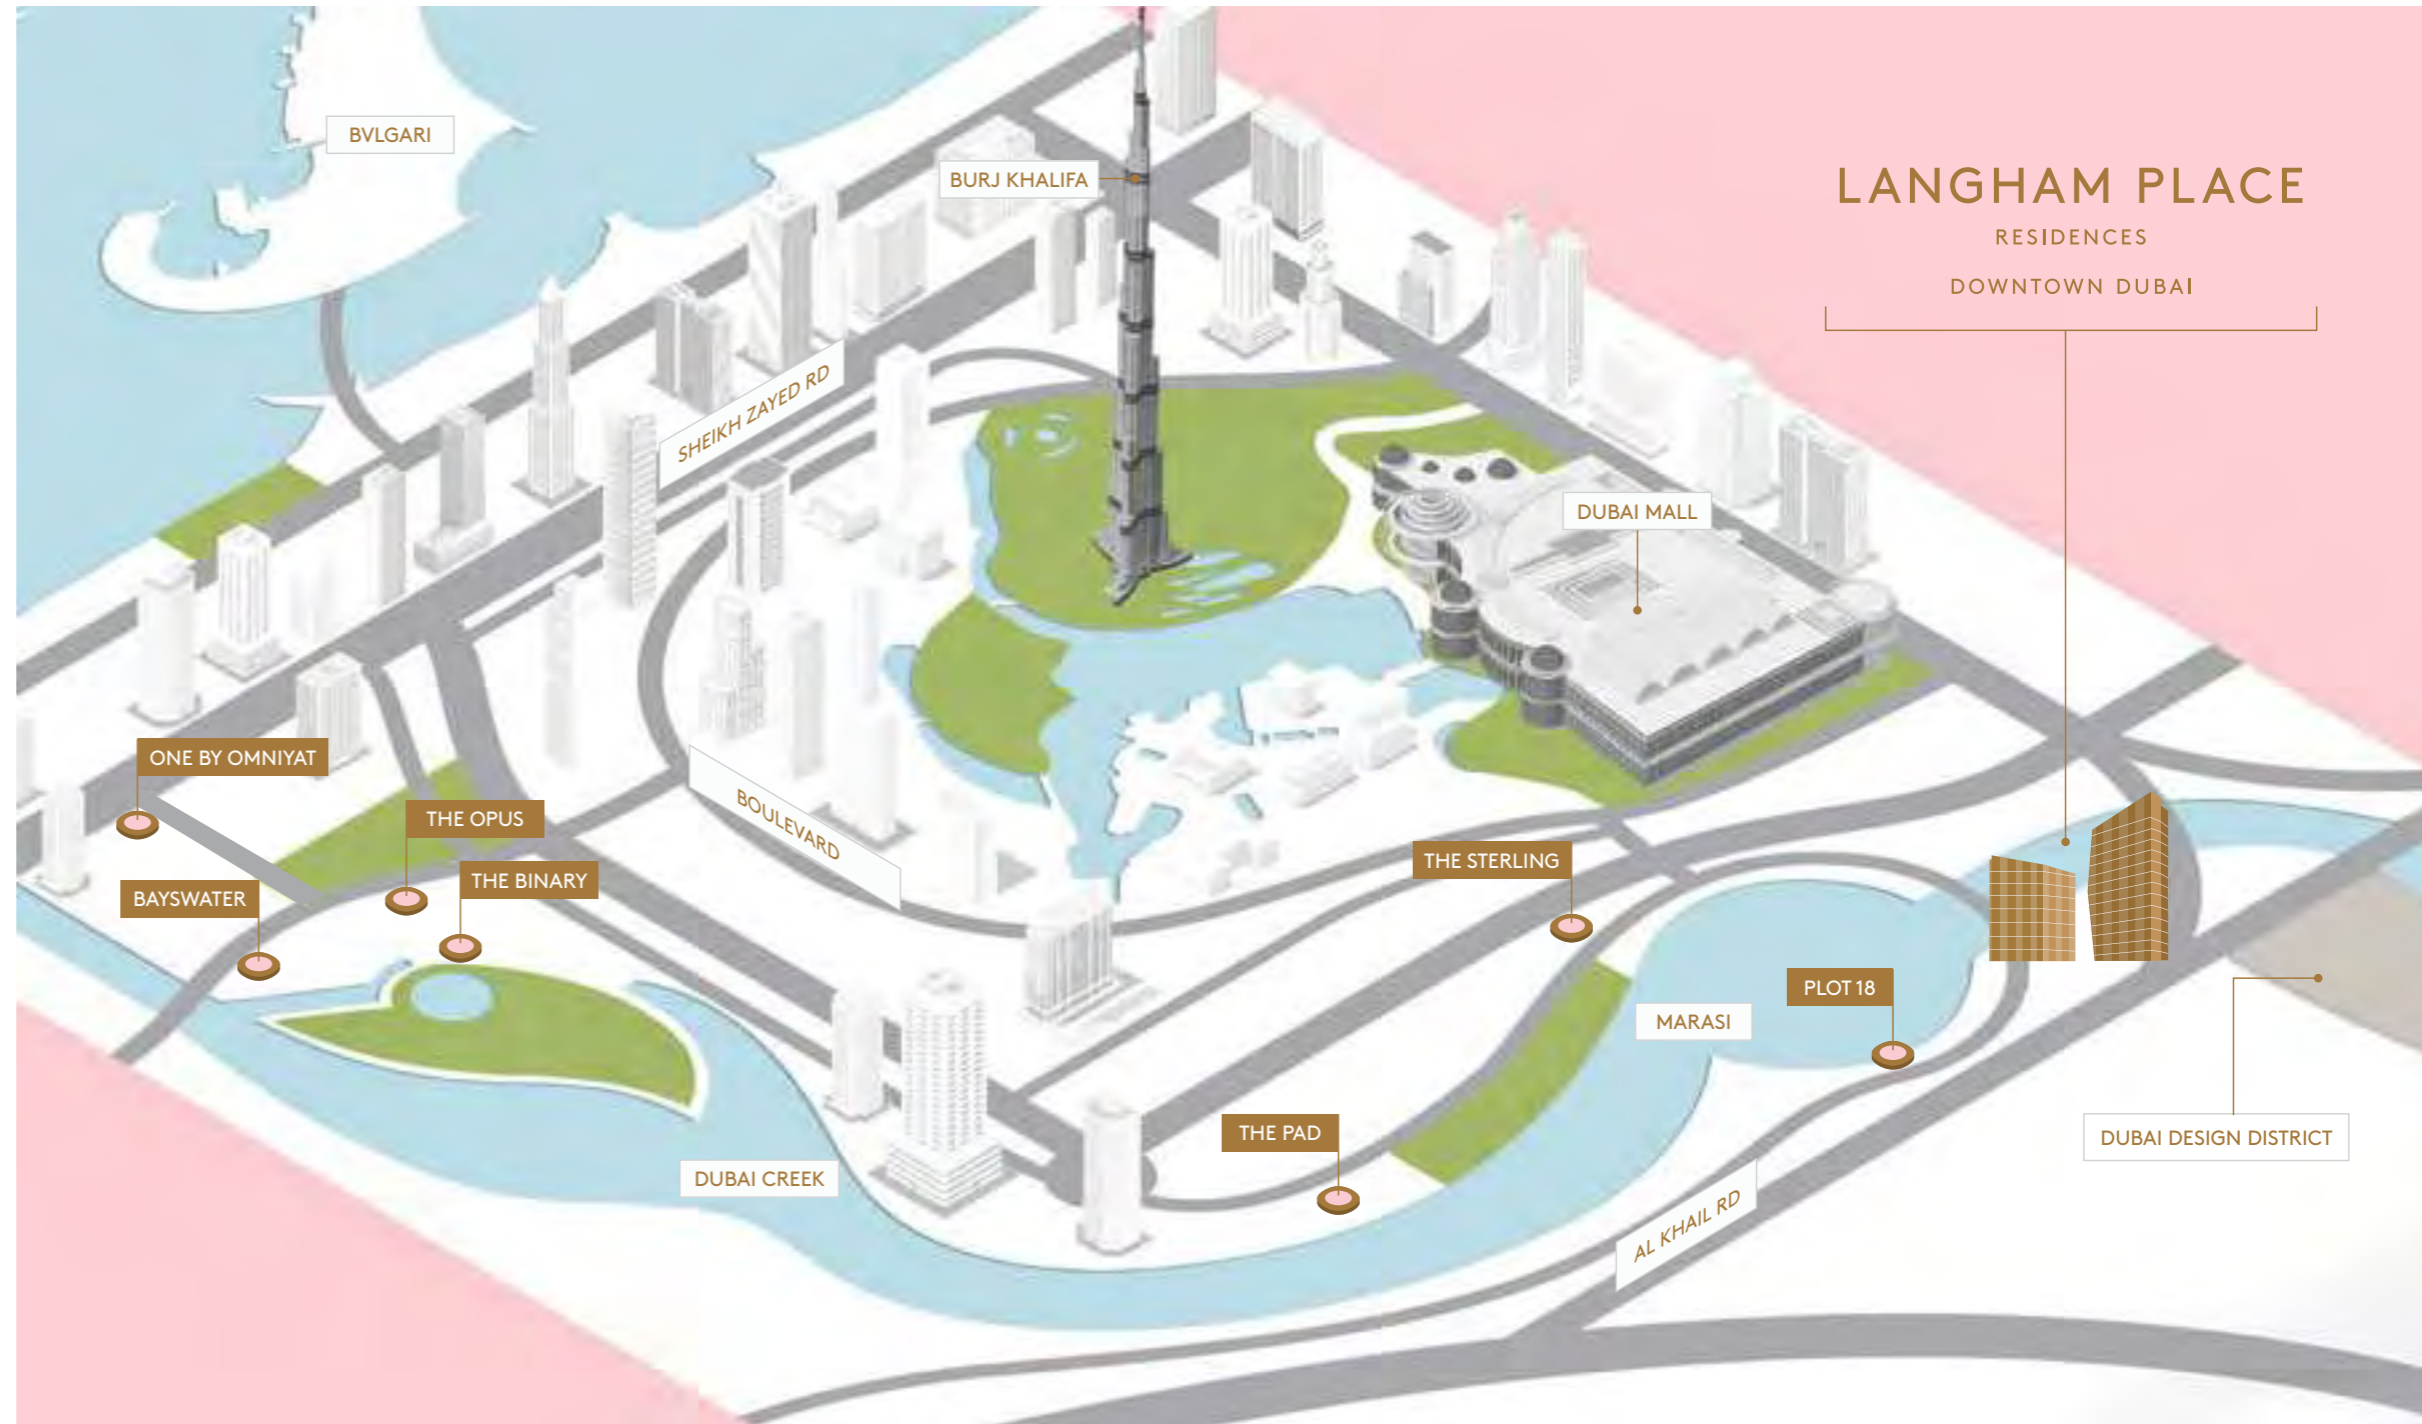 BVLGARI
BURJ KHALIFA
LANGHAM PLACE
RESIDENCES
DOWNTOWN DUBAI
SHEIKH ZAYED RD
DUBAI MALL
ONE BY OMNIYAT
THE OPUS
BOULEVARD
THE STERLING
THE BINARY
BAYSWATER
PLOT 18
MARASI
THE PAD
DUBAI DESIGN DISTRICT
DUBAI CREEK
AL KHAIL RD